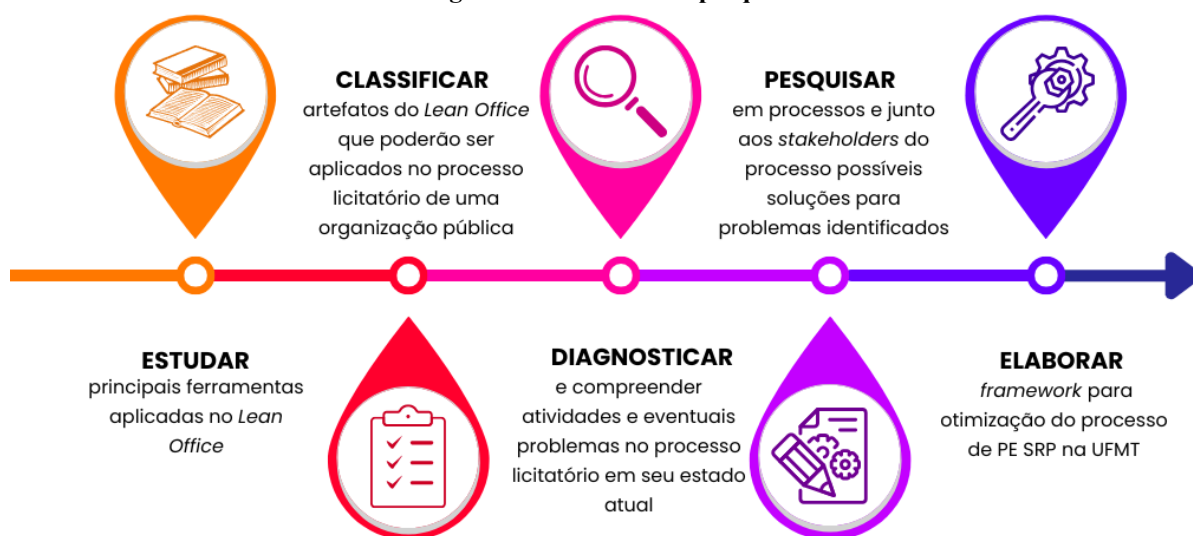 CLASSIFICAR
artefatos do Lean Office
que poderão ser
aplicados no processo
licitatório de uma
organização pública
PESQUISAR
em processos e junto
aos stakeholders do
processo possíveis
soluções para
problemas identificados
ESTUDAR
principais ferramentas
aplicadas no Lean
Office
DIAGNOSTICAR
e compreender
atividades e eventuais
problemas no processo
licitatório em seu estado
atual
ELABORAR
framework para
otimização do processo
de PE SRP na UFMT